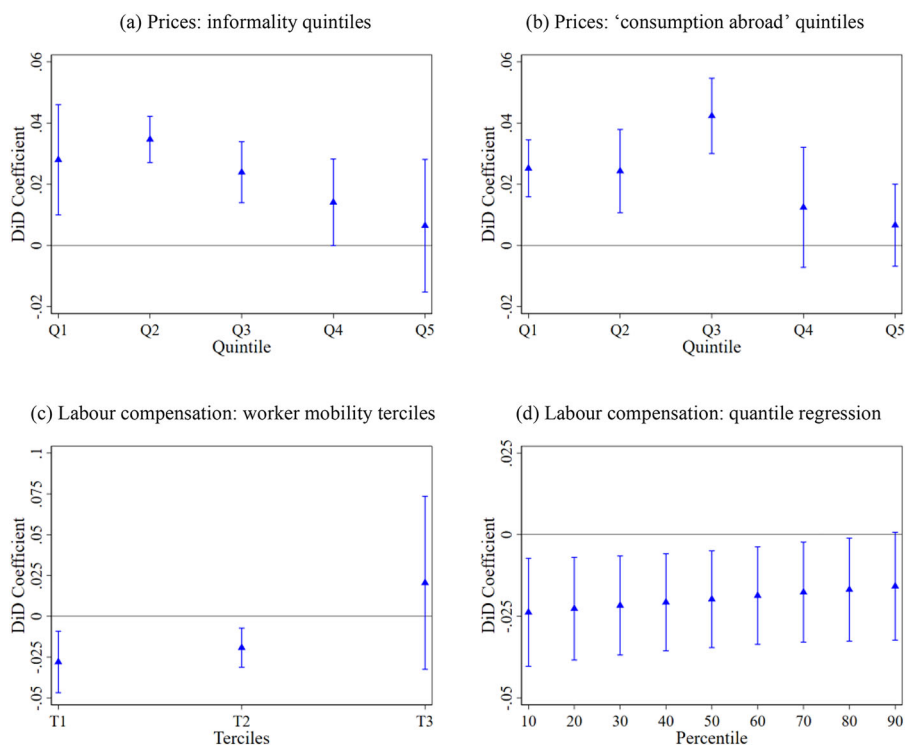 (a) Prices: informality quintiles
DiD Coefficient
.06
.04
.02
0
-.02
Q1 Q2 Q3 Q4 Q5
Quintile
(b) Prices: ‘consumption abroad’ quintiles
DiD Coefficient
.06
.04
.02
0
-.02
Q1 Q2 Q3 Q4 Q5
Quintile
(c) Labour compensation: worker mobility terciles
DiD Coefficient
.1
.075
.05
.025
0
-.025
-.05
T1 T2 T3
Terciles
(d) Labour compensation: quantile regression
DiD Coefficient
.025
0
-.025
-.05
10 20 30 40 50 60 70 80 90
Percentile